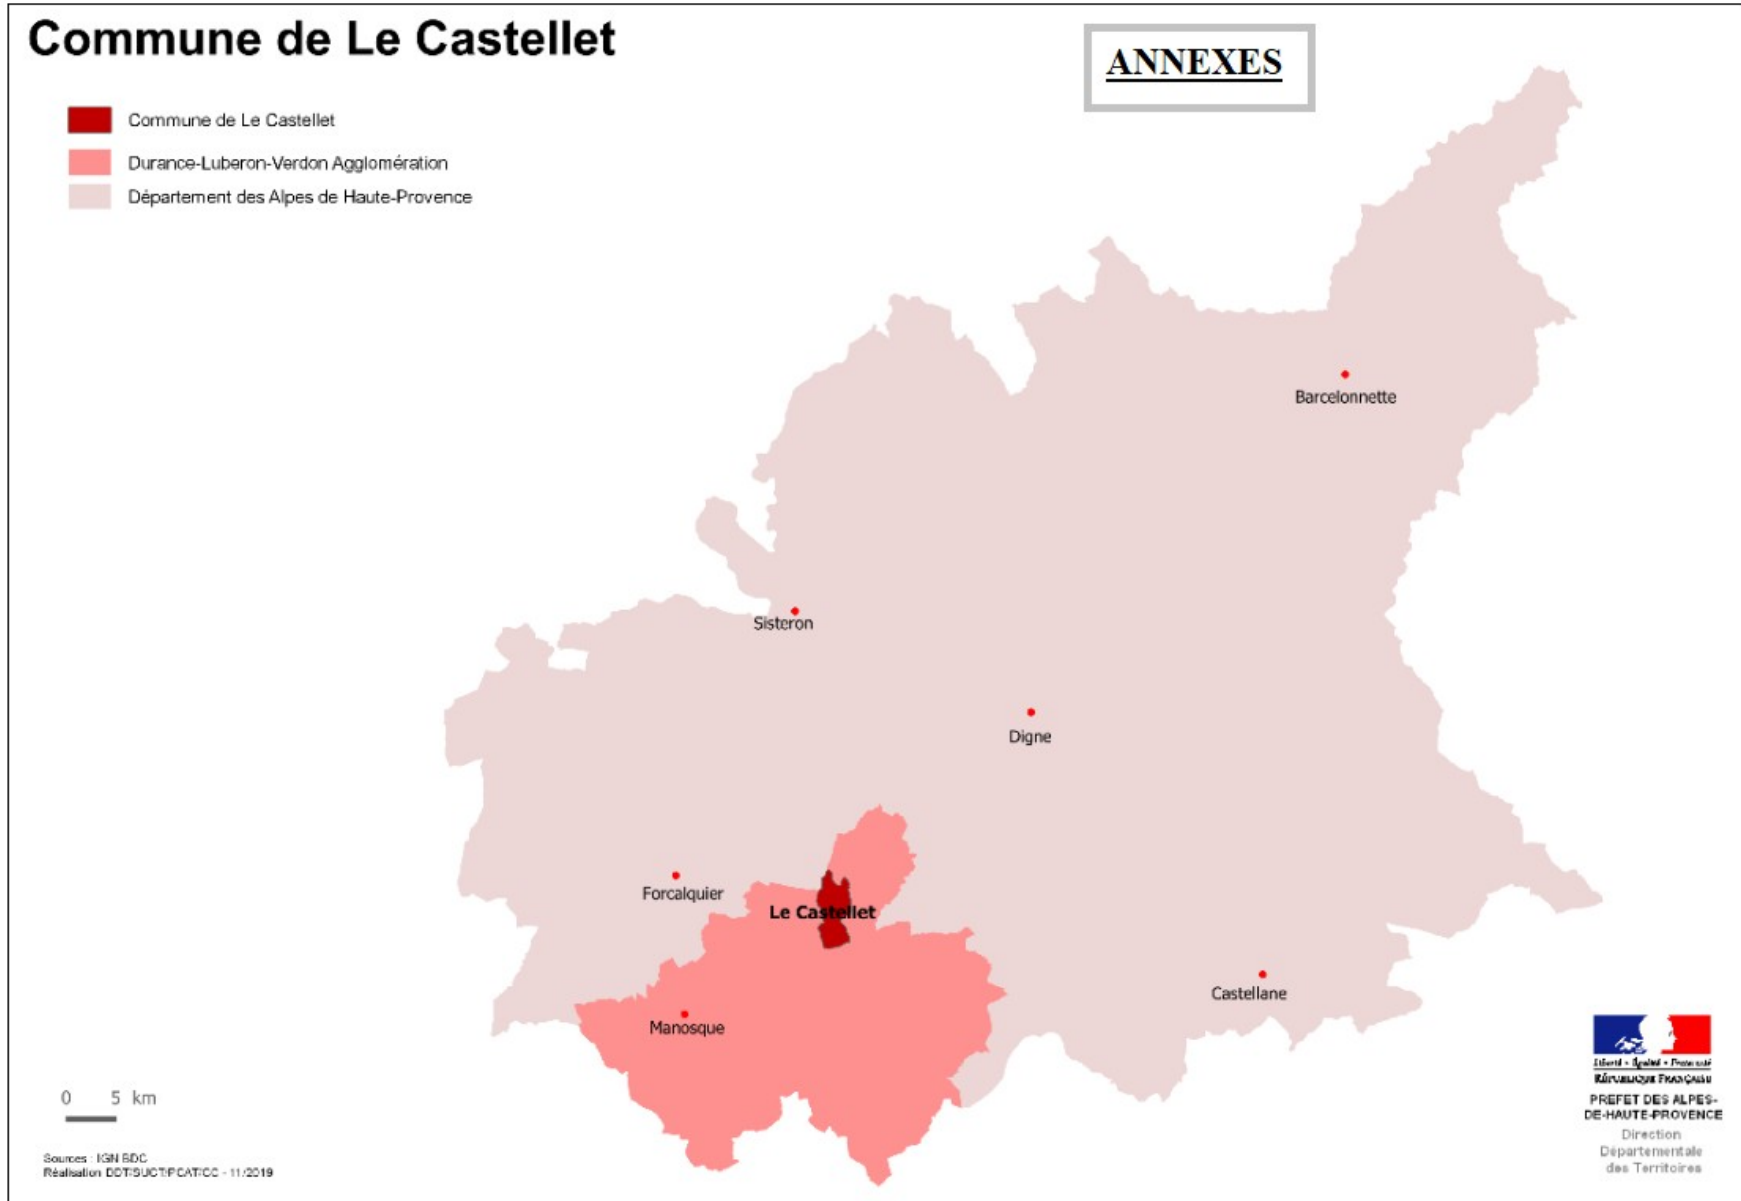 Commune de Le Castellet
ANNEXES
Commune de Le Castellet
Durance-Luberon-Verdon Agglomération
Département des Alpes de Haute-Provence
Barcelonnette
Sisteron
Digne
Forcalquier
Le Castellet
Castellane
Manosque
0 5 km
Sources : IGN BDC
Réalisation DDT/SUCT/PCAT/CC - 11/2019
Liberté • Égalité • Fraternité
RÉPUBLIQUE FRANÇAISE
PREFET DES ALPES-
DE-HAUTE-PROVENCE
Direction
Départementale
des Territoires